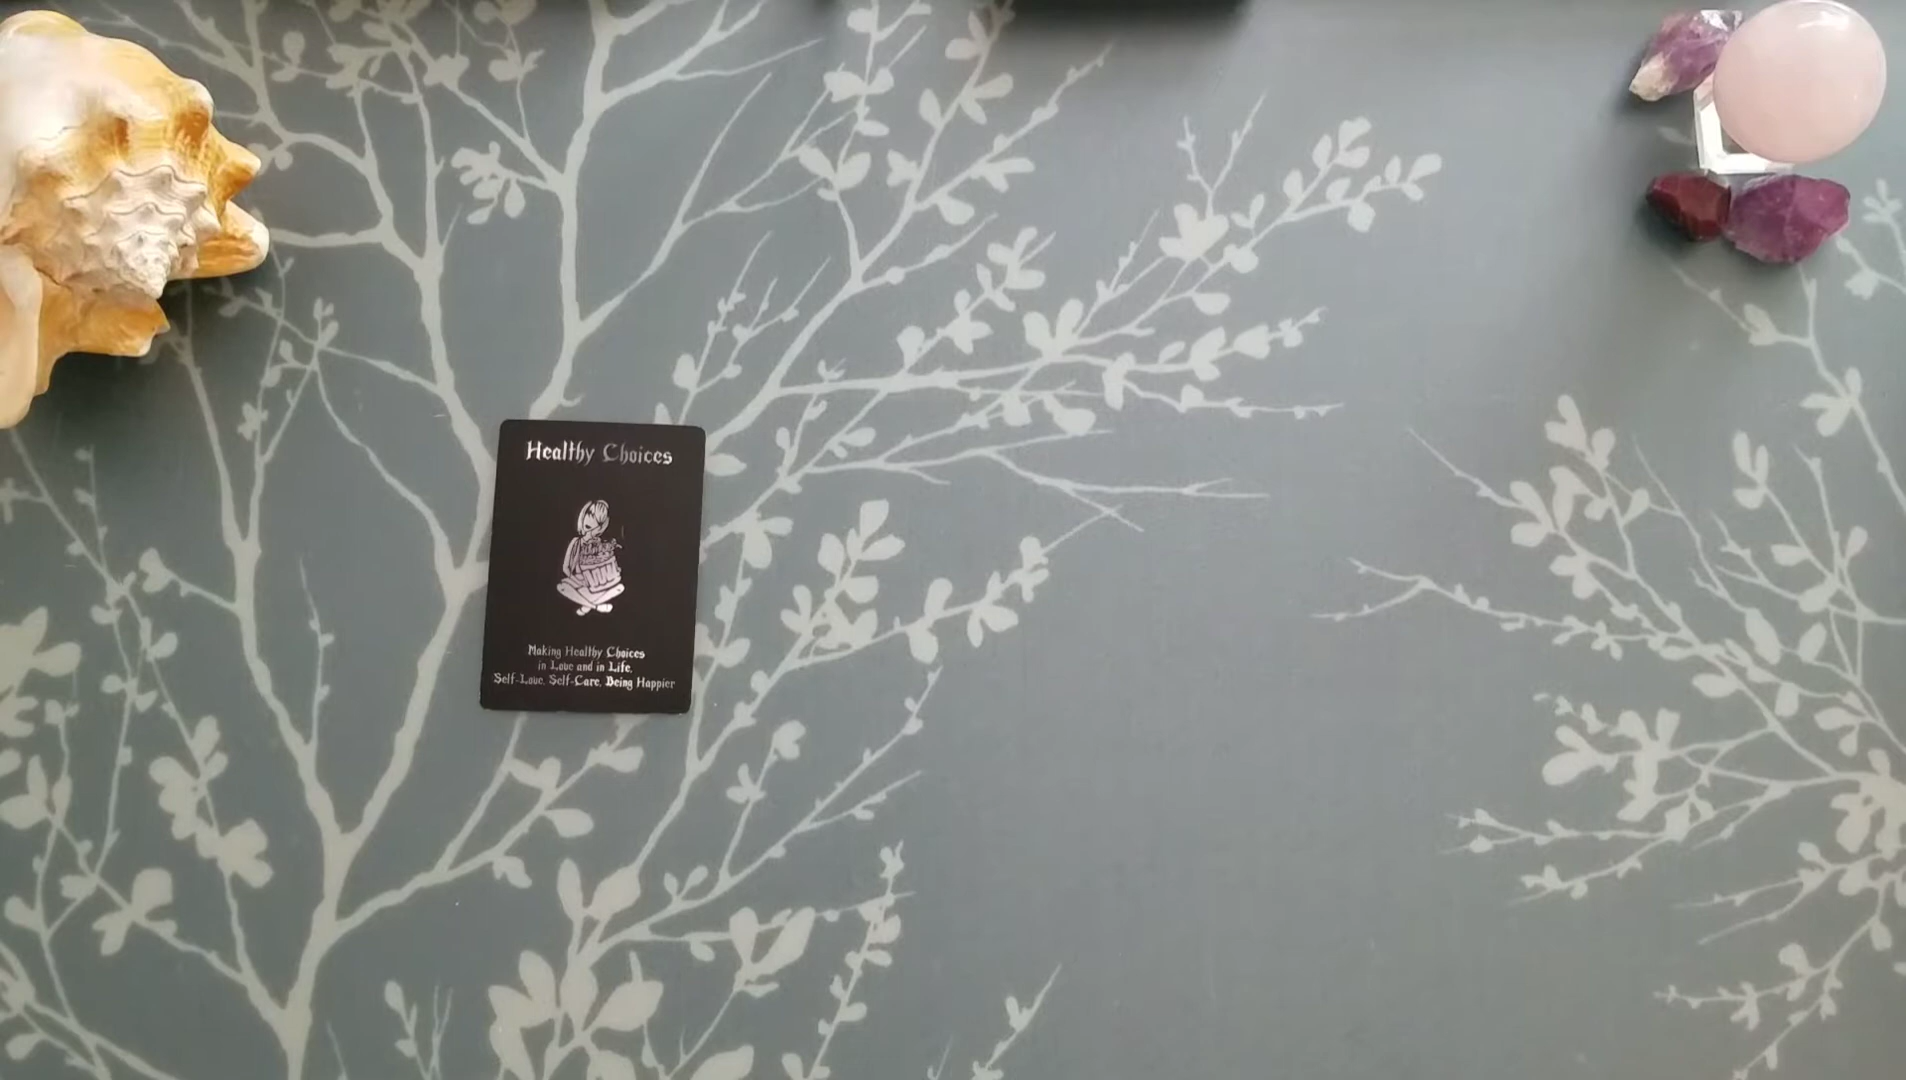 Healthy Choices
Making Healthy Choices
in Love and in Life.
Self-Love. Self-Care. Being Happier